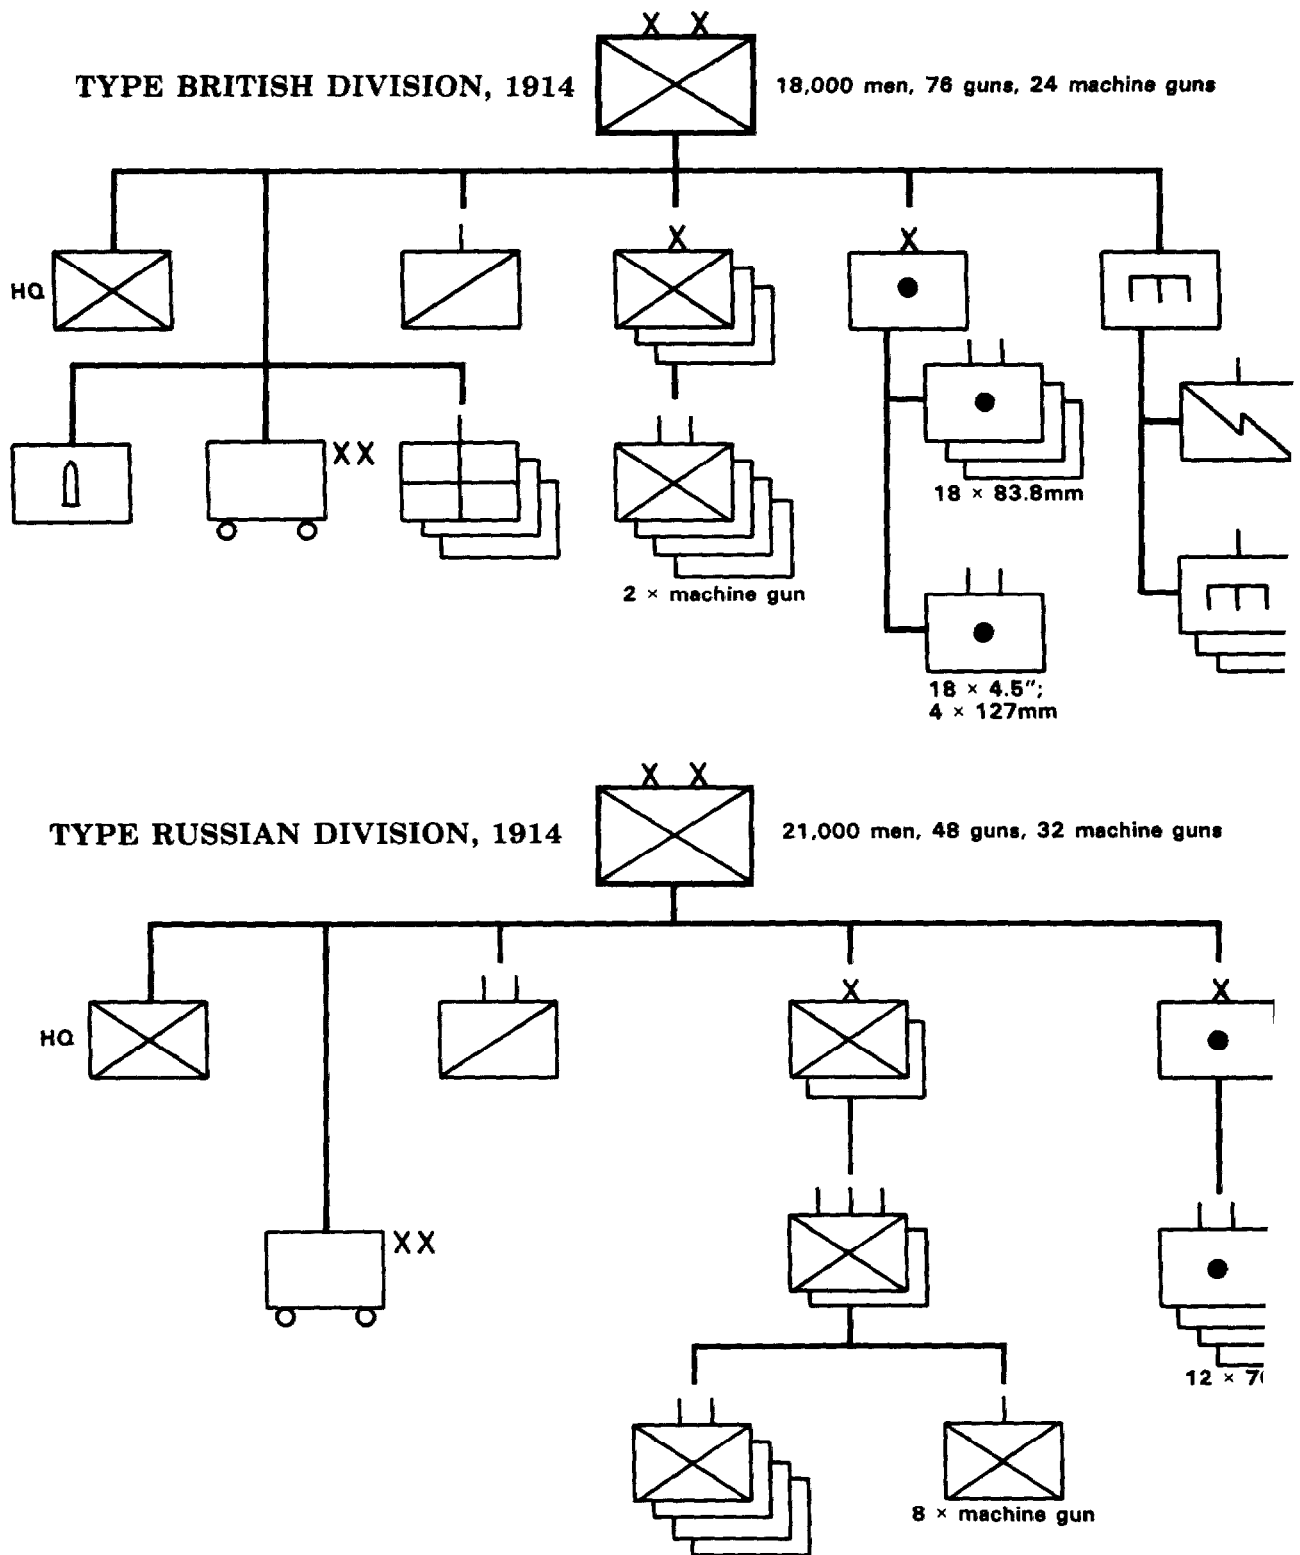 TYPE BRITISH DIVISION, 1914
18,000 men, 76 guns, 24 machine guns
HQ
XX
18 × 83.8mm
2 × machine gun
18 × 4.5";
4 × 127mm
TYPE RUSSIAN DIVISION, 1914
21,000 men, 48 guns, 32 machine guns
HQ
XX
12 ×
8 × machine gun